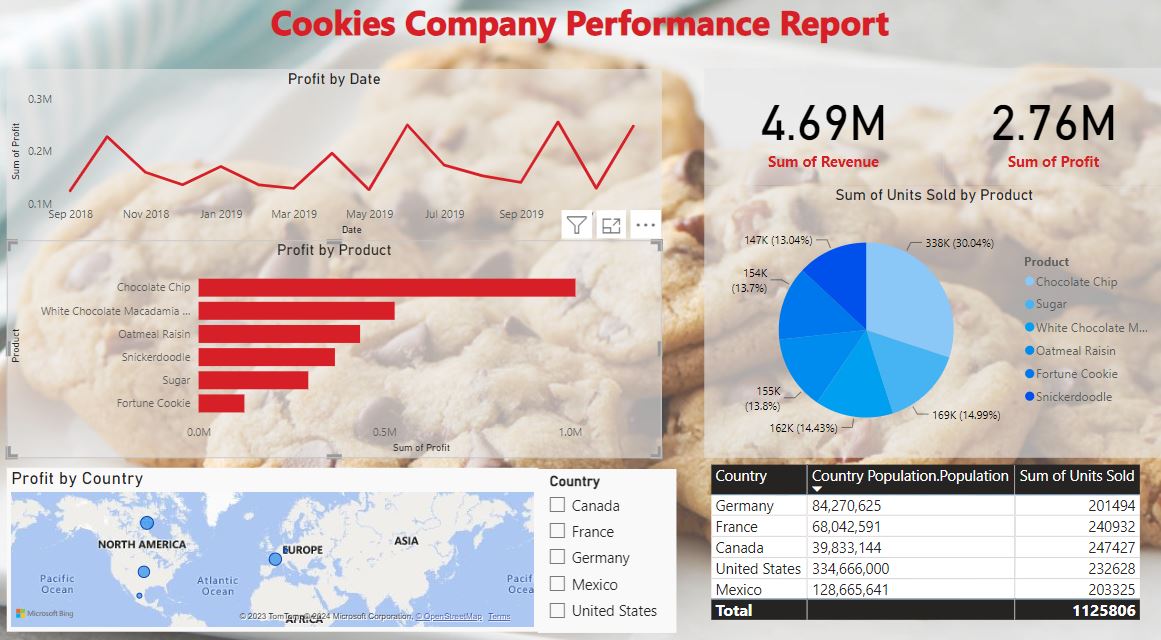 Cookies Company Performance Report
Profit by Date
0.3M
0.2M
0.1M
Sum of Profit
Sep 2018
Nov 2018
Jan 2019
Mar 2019
May 2019
Jul 2019
Sep 2019
Date
Profit by Product
Product
Chocolate Chip
White Chocolate Macadamia ...
Oatmeal Raisin
Snickerdoodle
Sugar
Fortune Cookie
0.0M
0.5M
1.0M
Sum of Profit
4.69M
Sum of Revenue
2.76M
Sum of Profit
Sum of Units Sold by Product
147K (13.04%)
338K (30.04%)
154K
(13.7%)
155K
(13.8%)
162K (14.43%)
169K (14.99%)
Product
Chocolate Chip
Sugar
White Chocolate M...
Oatmeal Raisin
Fortune Cookie
Snickerdoodle
Profit by Country
NORTH AMERICA
EUROPE
ASIA
Pacific
Ocean
Atlantic
Ocean
Pacif
Ocea
AFRICA
Microsoft Bing
© 2023 TomTom, © 2024 Microsoft Corporation, © OpenStreetMap Terms
Country
Canada
France
Germany
Mexico
United States
Country Country Population.Population Sum of Units Sold
Germany 84,270,625 201494
France 68,042,591 240932
Canada 39,833,144 247427
United States 334,666,000 232628
Mexico 128,665,641 203325
Total 1125806